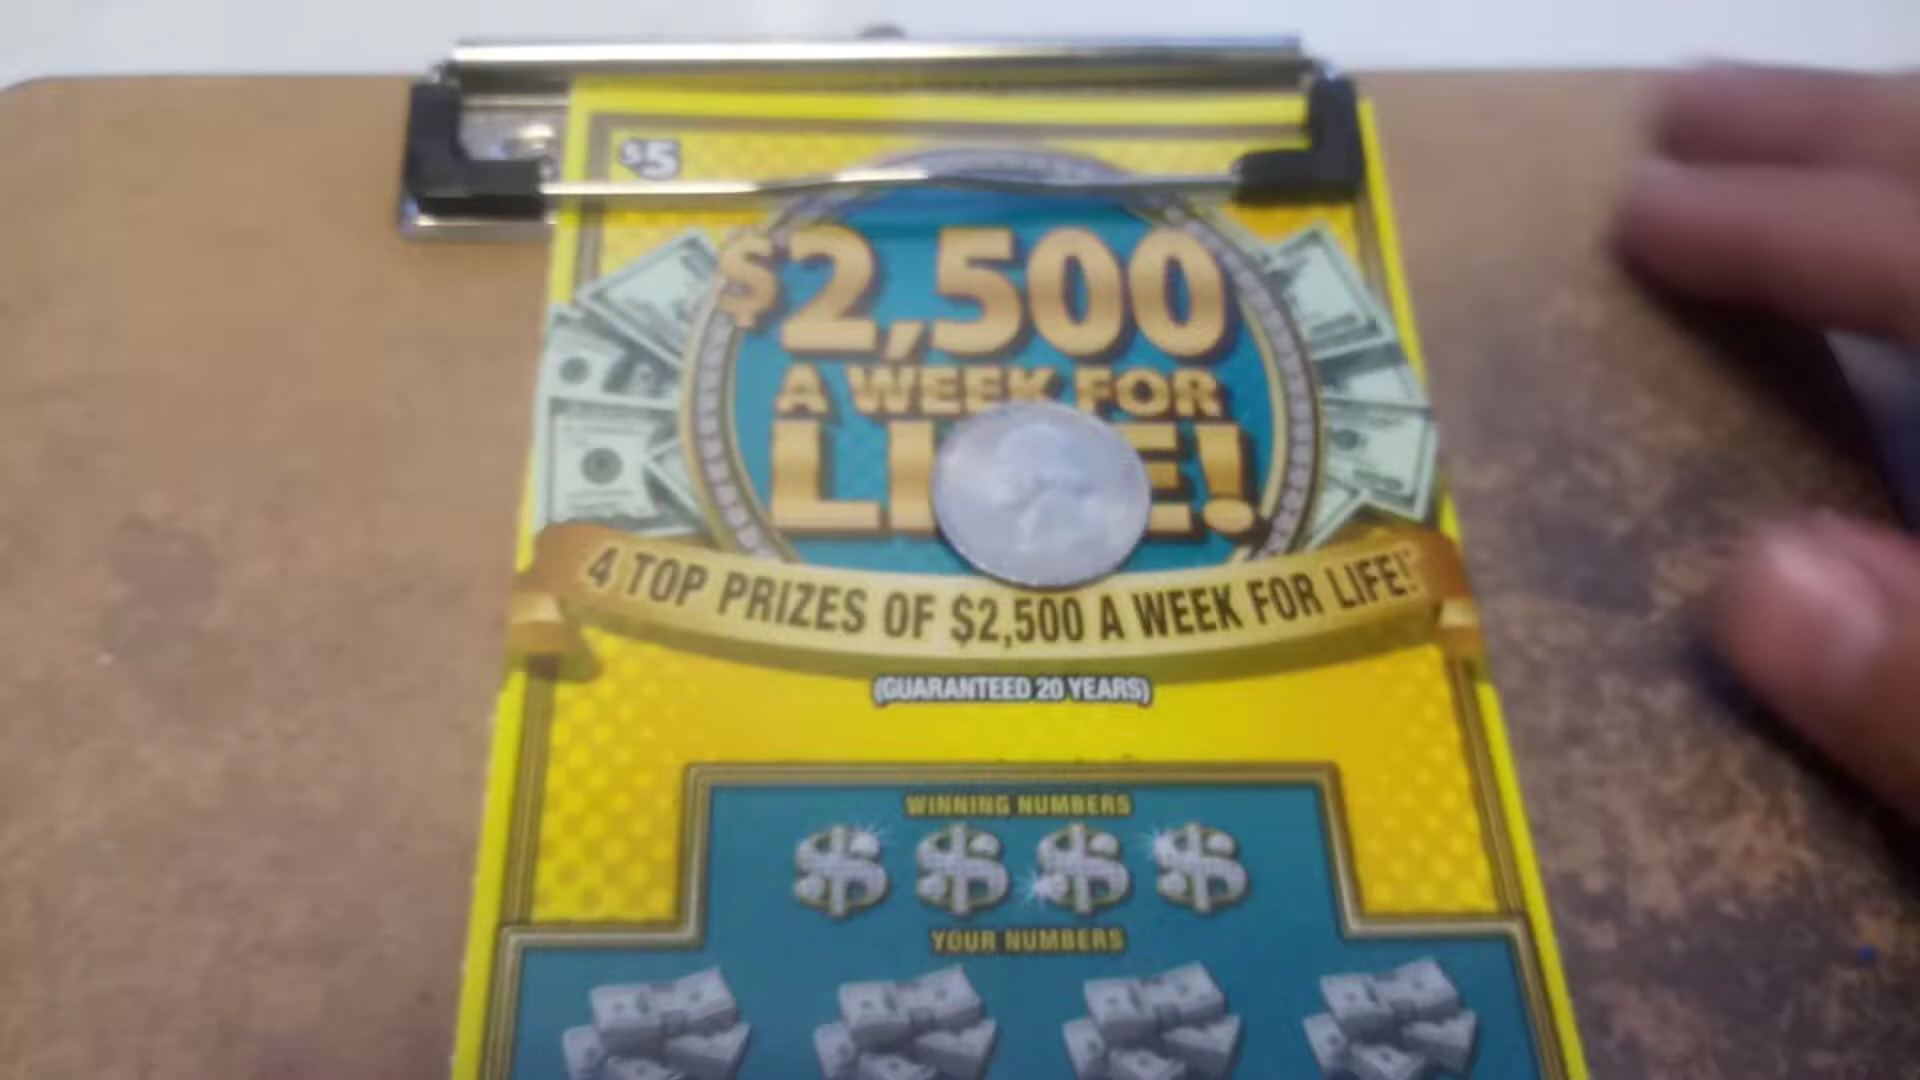 $5
$2,500
A WEEK FOR
LI E!
4 TOP PRIZES OF $2,500 A WEEK FOR LIFE!*
(GUARANTEED 20 YEARS)
WINNING NUMBERS
$ $ $ $
YOUR NUMBERS